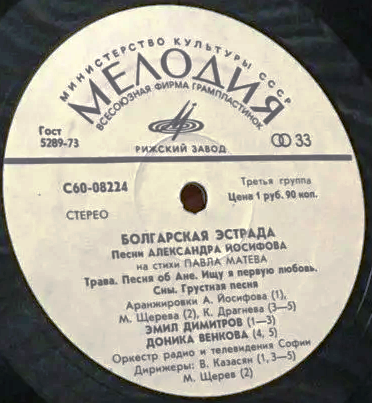 МИНИСТЕРСТВО КУЛЬТУРЫ СССР
МЕЛОДИЯ
ВСЕСОЮЗНАЯ ФИРМА ГРАМПЛАСТИНОК
Гост
5289-73
33
РИЖСКИЙ ЗАВОД
С60-08224
Третья группа
Цена 1 руб. 90 коп.
СТЕРЕО
БОЛГАРСКАЯ ЭСТРАДА
Песни АЛЕКСАНДРА ЙОСИФОВА
на стихи ПАВЛА МАТЕВА
Трава. Песня об Ане. Ищу я первую любовь.
Сны. Грустная песня
Аранжировки А. Йосифова (1),
М. Щерева (2), К. Драгнева (3—5)
ЭМИЛ ДИМИТРОВ (1—3)
ДОНИКА ВЕНКОВА (4, 5)
Оркестр радио и телевидения Софии
Дирижеры: В. Казасян (1, 3—5)
М. Щерев (2)